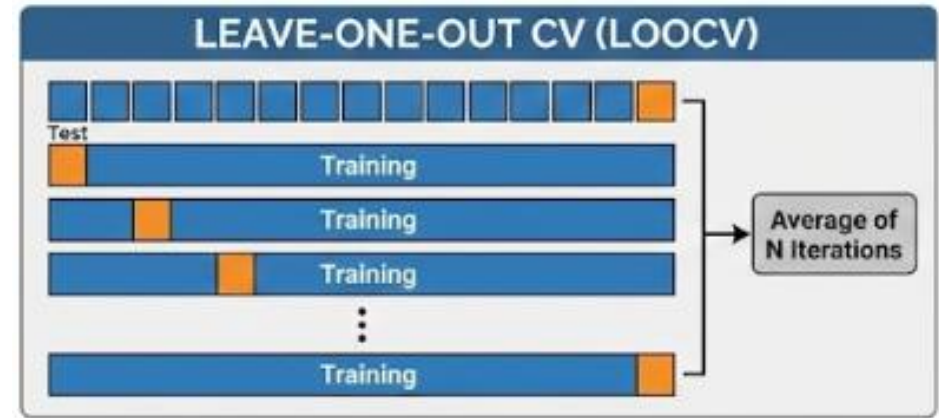 LEAVE-ONE-OUT CV (LOOCV)
Test
Training
Training
Training
Training
Average of
N Iterations